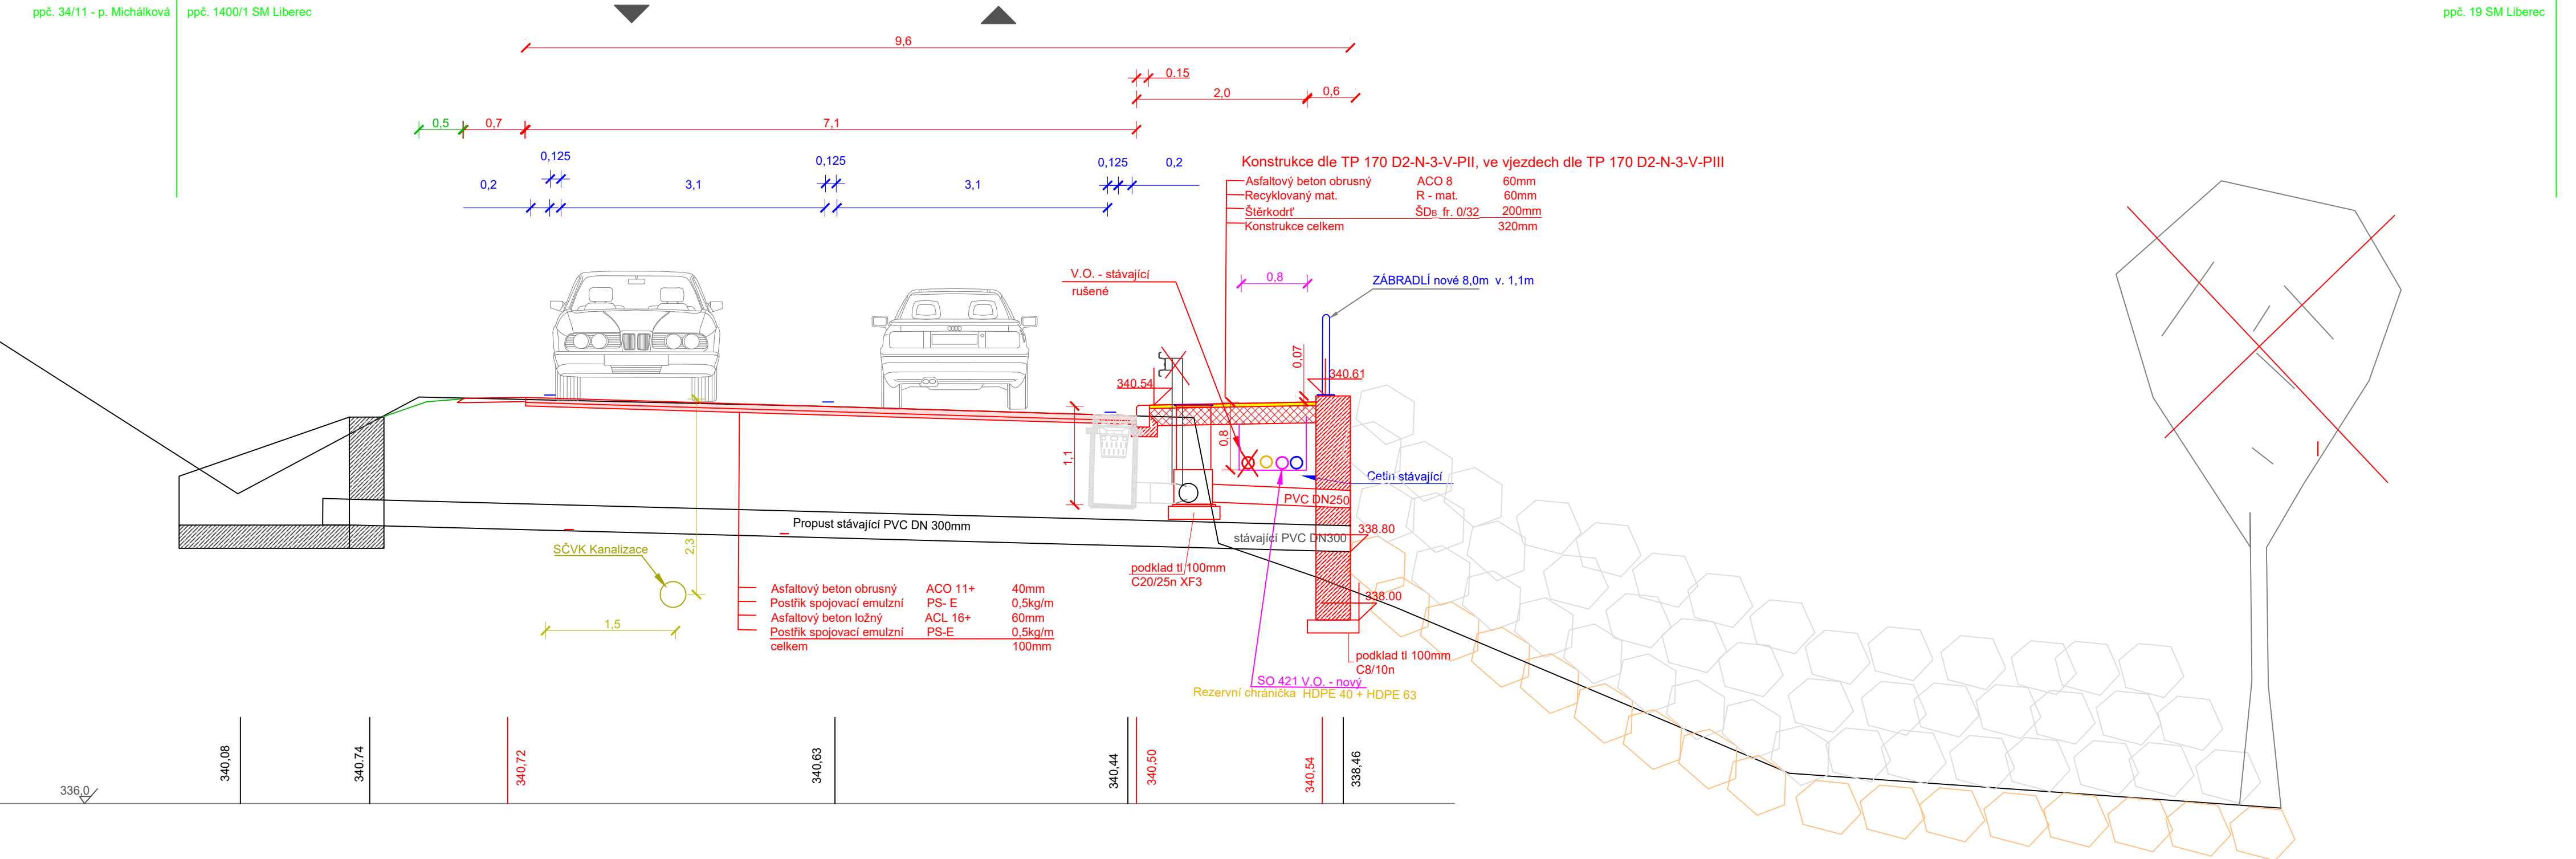 ppč. 34/11 - p. Michálková
ppč. 1400/1 SM Liberec
ppč. 19 SM Liberec
9,6
0.15
2,0
0,6
0,5
0,7
7,1
0,125
0,125
0,125
0,2
0,2
3,1
3,1
Konstrukce dle TP 170 D2-N-3-V-PII, ve vjezdech dle TP 170 D2-N-3-V-PIII
Asfaltový beton obrusný ACO 8 60mm
Recyklovaný mat. R - mat. 60mm
Štěrkodrť ŠDB fr. 0/32 200mm
Konstrukce celkem 320mm
V.O. - stávající
rušené
0,8
ZÁBRADLÍ nové 8,0m v. 1,1m
0,07
340.54
340.61
0,8
1,1
Cetin stávající
PVC DN250
Propust stávající PVC DN 300mm
338.80
stávající PVC DN300
SČVK Kanalizace
2,3
podklad tl 100mm
C20/25n XF3
Asfaltový beton obrusný ACO 11+ 40mm
Postřik spojovací emulzní PS- E 0,5kg/m
Asfaltový beton ložný ACL 16+ 60mm
Postřik spojovací emulzní PS-E 0,5kg/m
celkem 100mm
338.00
1,5
podklad tl 100mm
C8/10n
SO 421 V.O. - nový
Rezervní chránička HDPE 40 + HDPE 63
340,08
340.74
340,72
340,63
340,44
340,50
340,54
338,46
336,0